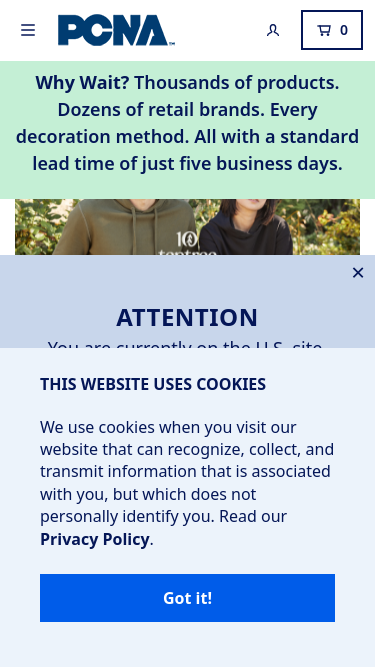 PCNA
0
Why Wait? Thousands of products.
Dozens of retail brands. Every
decoration method. All with a standard
lead time of just five business days.
10
tentree
ATTENTION
You are currently on the U.S. site.
THIS WEBSITE USES COOKIES
We use cookies when you visit our
website that can recognize, collect, and
transmit information that is associated
with you, but which does not
personally identify you. Read our
Privacy Policy.
Got it!